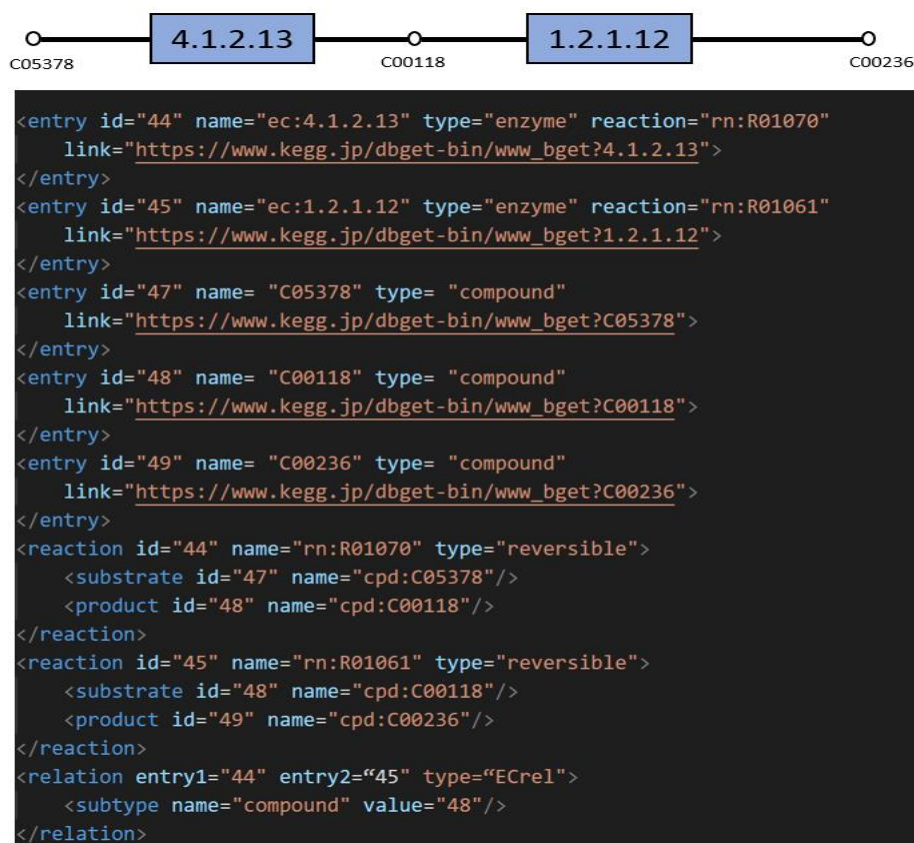 4.1.2.13 1.2.1.12
C05378 C00118 C00236
<entry id="44" name="ec:4.1.2.13" type="enzyme" reaction="rn:R01070"
link="https://www.kegg.jp/dbget-bin/www_bget?4.1.2.13">
</entry>
<entry id="45" name="ec:1.2.1.12" type="enzyme" reaction="rn:R01061"
link="https://www.kegg.jp/dbget-bin/www_bget?1.2.1.12">
</entry>
<entry id="47" name= "C05378" type= "compound"
link="https://www.kegg.jp/dbget-bin/www_bget?C05378">
</entry>
<entry id="48" name= "C00118" type= "compound"
link="https://www.kegg.jp/dbget-bin/www_bget?C00118">
</entry>
<entry id="49" name= "C00236" type= "compound"
link="https://www.kegg.jp/dbget-bin/www_bget?C00236">
</entry>
<reaction id="44" name="rn:R01070" type="reversible">
<substrate id="47" name="cpd:C05378"/>
<product id="48" name="cpd:C00118"/>
</reaction>
<reaction id="45" name="rn:R01061" type="reversible">
<substrate id="48" name="cpd:C00118"/>
<product id="49" name="cpd:C00236"/>
</reaction>
<relation entry1="44" entry2=“45" type=“ECrel">
<subtype name="compound" value="48"/>
</relation>